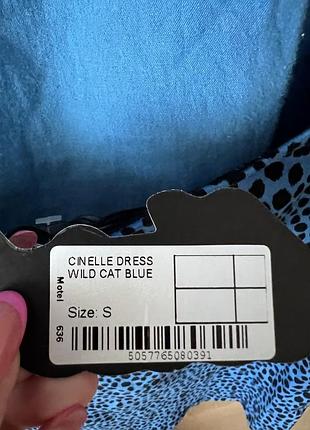 CINELLE DRESS
WILD CAT BLUE
Size: S
5057765080391
Motel 636